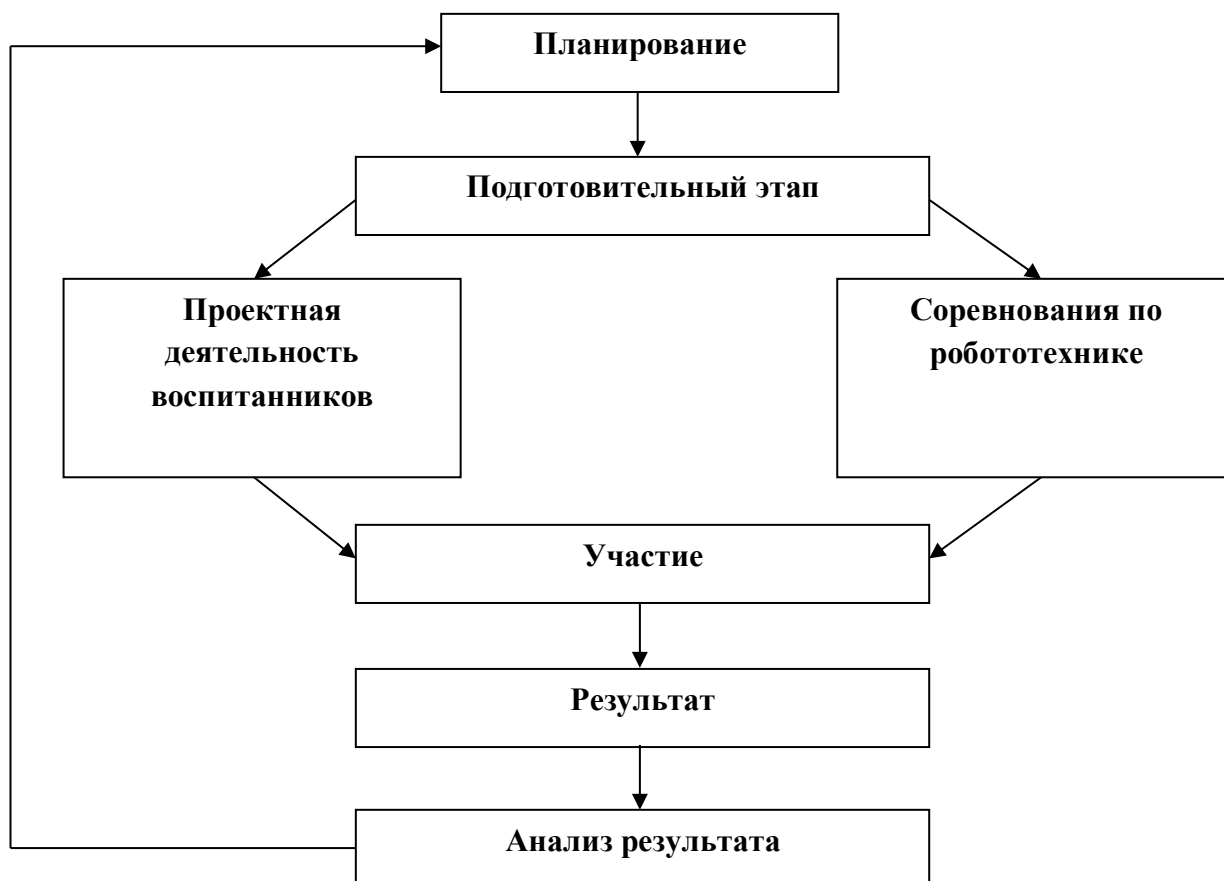 Планирование
Подготовительный этап
Проектная
деятельность
воспитанников
Соревнования по
робототехнике
Участие
Результат
Анализ результата